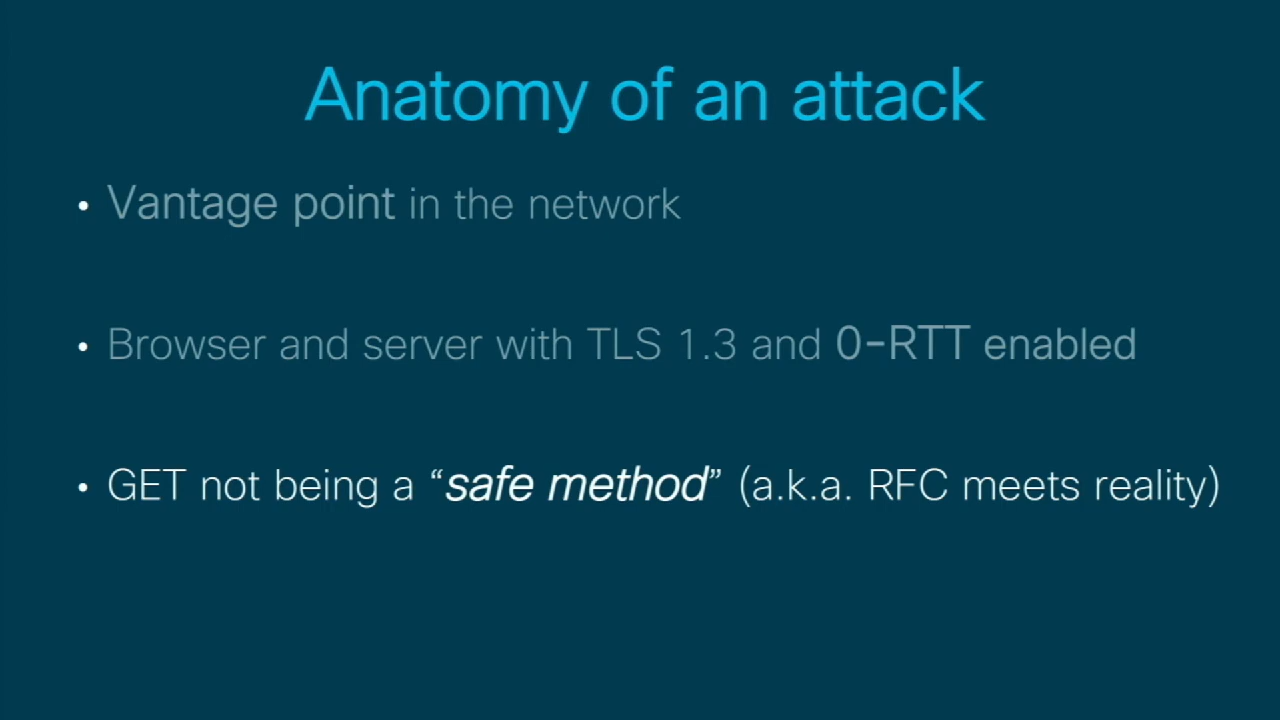 Anatomy of an attack
• Vantage point in the network
• Browser and server with TLS 1.3 and 0-RTT enabled
• GET not being a “safe method” (a.k.a. RFC meets reality)